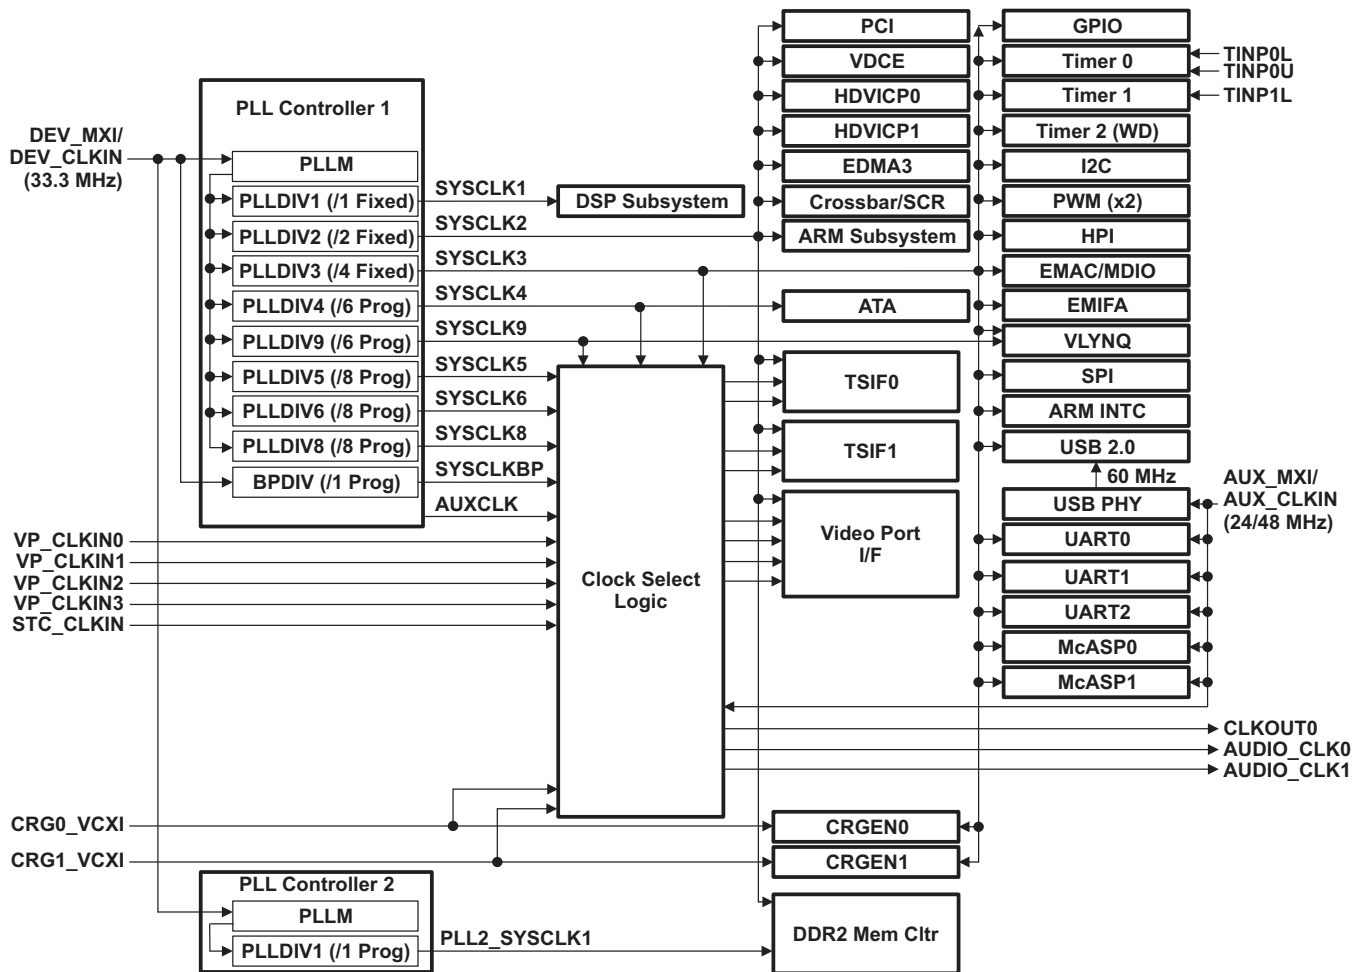 DEV_MXI/
DEV_CLKIN
(33.3 MHz)
PLL Controller 1
PLLM
PLLDIV1 (/1 Fixed)
PLLDIV2 (/2 Fixed)
PLLDIV3 (/4 Fixed)
PLLDIV4 (/6 Prog)
PLLDIV9 (/6 Prog)
PLLDIV5 (/8 Prog)
PLLDIV6 (/8 Prog)
PLLDIV8 (/8 Prog)
BPDIV (/1 Prog)
SYSCLK1
SYSCLK2
SYSCLK3
SYSCLK4
SYSCLK9
SYSCLK5
SYSCLK6
SYSCLK8
SYSCLKBP
AUXCLK
DSP Subsystem
VP_CLKIN0
VP_CLKIN1
VP_CLKIN2
VP_CLKIN3
STC_CLKIN
CRG0_VCXI
CRG1_VCXI
Clock Select
Logic
PLL Controller 2
PLLM
PLLDIV1 (/1 Prog)
PLL2_SYSCLK1
PCI
VDCE
HDVICP0
HDVICP1
EDMA3
Crossbar/SCR
ARM Subsystem
ATA
TSIF0
TSIF1
Video Port
I/F
CRGEN0
CRGEN1
DDR2 Mem Cltr
GPIO
Timer 0
Timer 1
Timer 2 (WD)
I2C
PWM (x2)
HPI
EMAC/MDIO
EMIFA
VLYNQ
SPI
ARM INTC
USB 2.0
60 MHz
USB PHY
UART0
UART1
UART2
McASP0
McASP1
TINP0L
TINP0U
TINP1L
AUX_MXI/
AUX_CLKIN
(24/48 MHz)
CLKOUT0
AUDIO_CLK0
AUDIO_CLK1